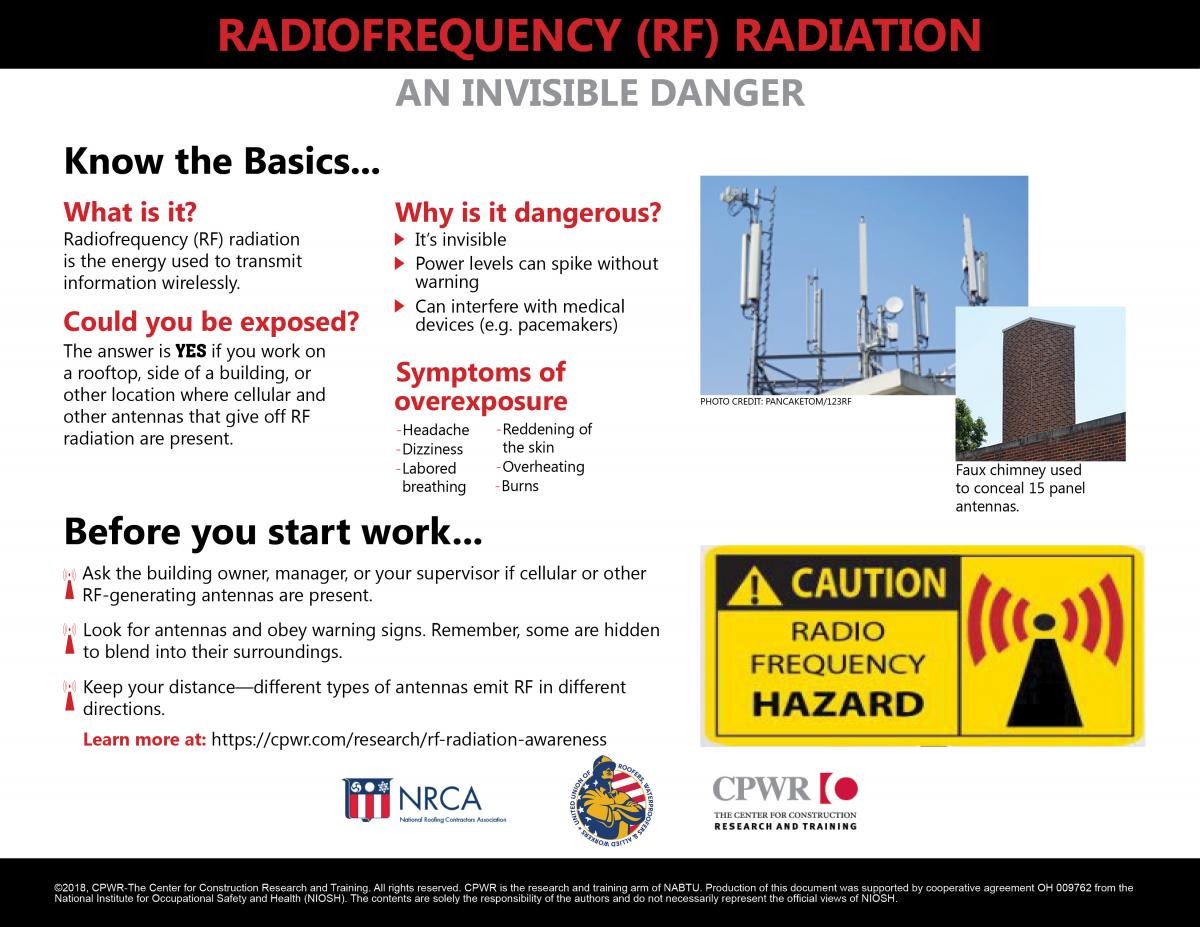 RADIOFREQUENCY (RF) RADIATION
AN INVISIBLE DANGER
Know the Basics...
What is it?
Radiofrequency (RF) radiation
is the energy used to transmit
information wirelessly.
Could you be exposed?
The answer is YES if you work on
a rooftop, side of a building, or
other location where cellular and
other antennas that give off RF
radiation are present.
Why is it dangerous?
It's invisible
Power levels can spike without
warning
Can interfere with medical
devices (e.g. pacemakers)
Symptoms of
overexposure
-Headache
-Dizziness
-Labored
breathing
-Reddening of
the skin
-Overheating
-Burns
PHOTO CREDIT: PANCAKETOM/123RF
Faux chimney used
to conceal 15 panel
antennas.
Before you start work...
Ask the building owner, manager, or your supervisor if cellular or other
RF-generating antennas are present.
Look for antennas and obey warning signs. Remember, some are hidden
to blend into their surroundings.
Keep your distance—different types of antennas emit RF in different
directions.
Learn more at: https://cpwr.com/research/rf-radiation-awareness
CAUTION
RADIO
FREQUENCY
HAZARD
NRCA
National Roofing Contractors Association
UNITED UNION OF ROOFERS, WATERPROOFERS & ALLIED WORKERS
CPWR
THE CENTER FOR CONSTRUCTION
RESEARCH AND TRAINING
©2018, CPWR-The Center for Construction Research and Training. All rights reserved. CPWR is the research and training arm of NABTU. Production of this document was supported by cooperative agreement OH 009762 from the
National Institute for Occupational Safety and Health (NIOSH). The contents are solely the responsibility of the authors and do not necessarily represent the official views of NIOSH.